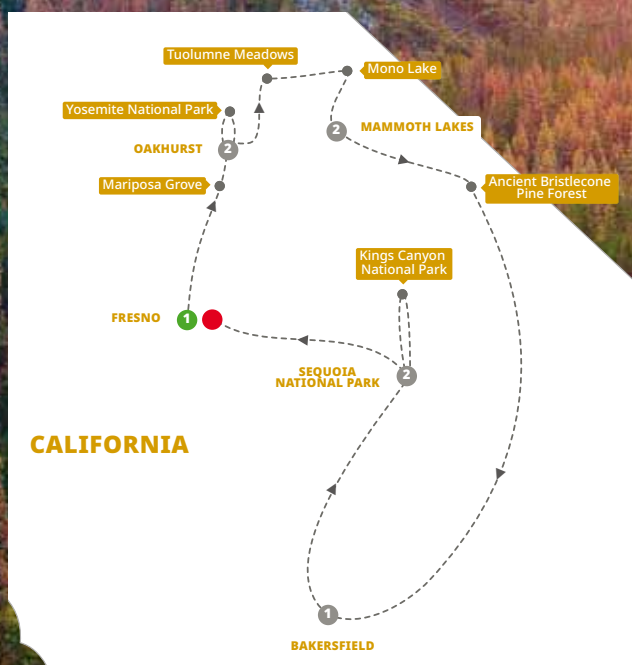 Tuolumne Meadows
Mono Lake
Yosemite National Park
MAMMOTH LAKES
2
OAKHURST
2
Mariposa Grove
Ancient Bristlecone
Pine Forest
Kings Canyon
National Park
FRESNO
1
SEQUOIA
NATIONAL PARK
2
CALIFORNIA
1
BAKERSFIELD